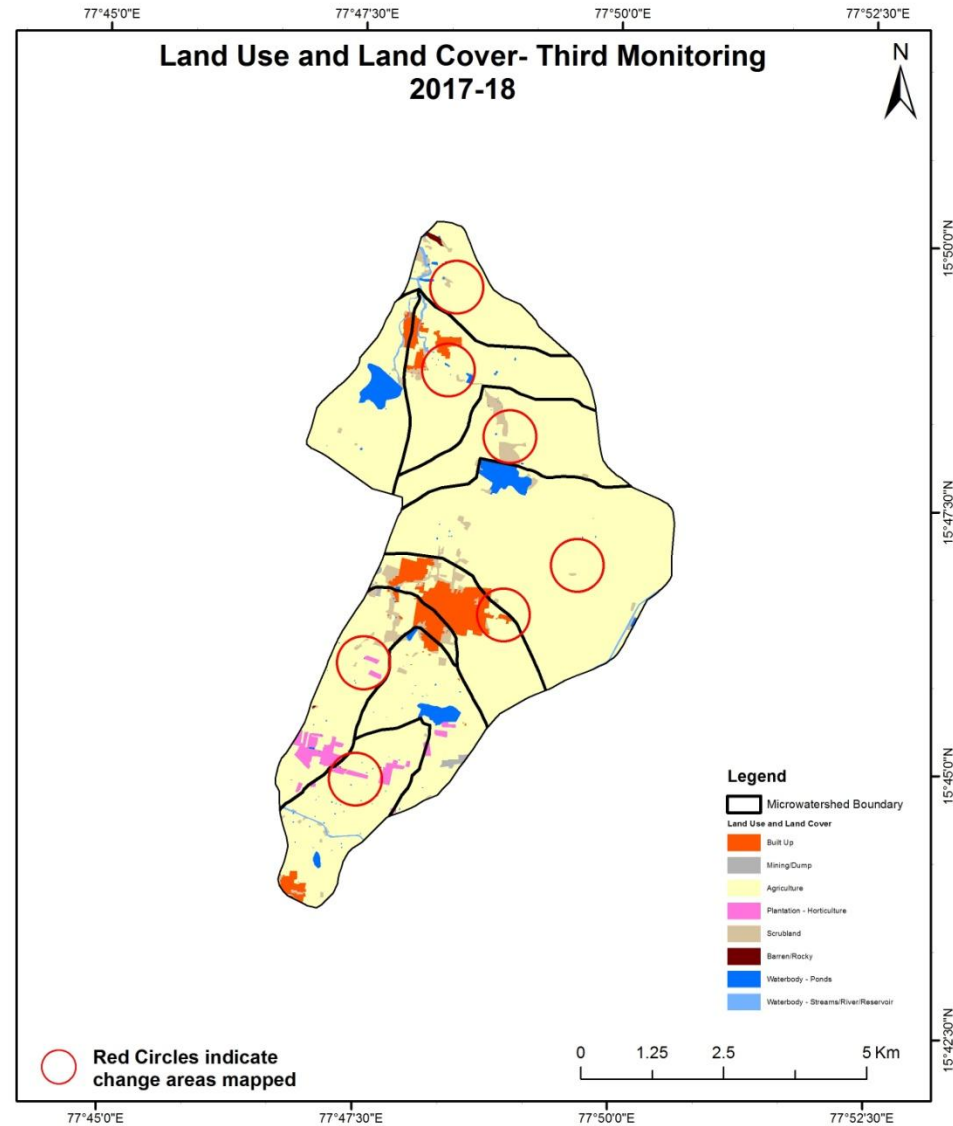 77°45'0"E 77°47'30"E 77°50'0"E 77°52'30"E
Land Use and Land Cover- Third Monitoring
2017-18
N
15°50'0"N
15°47'30"N
15°45'0"N
15°42'30"N
Legend
Microwatershed Boundary
Land Use and Land Cover
Built Up
Mining/Dump
Agriculture
Plantation - Horticulture
Scrubland
Barren/Rocky
Waterbody - Ponds
Waterbody - Streams/River/Reservoir
Red Circles indicate
change areas mapped
0 1.25 2.5 5 Km
77°45'0"E 77°47'30"E 77°50'0"E 77°52'30"E